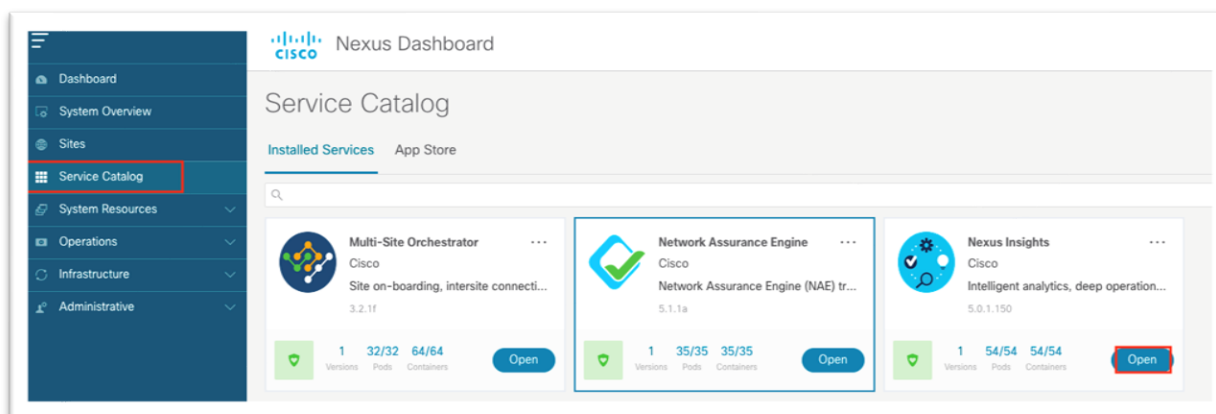 CISCO Nexus Dashboard
Dashboard
System Overview
Sites
Service Catalog
System Resources
Operations
Infrastructure
Administrative
Service Catalog
Installed Services App Store
Multi-Site Orchestrator ...
Cisco
Site on-boarding, intersite connecti...
3.2.1f
1 32/32 64/64
Versions Pods Containers
Open
Network Assurance Engine ...
Cisco
Network Assurance Engine (NAE) tr...
5.1.1a
1 35/35 35/35
Versions Pods Containers
Open
Nexus Insights ...
Cisco
Intelligent analytics, deep operation...
5.0.1.150
1 54/54 54/54
Versions Pods Containers
Open